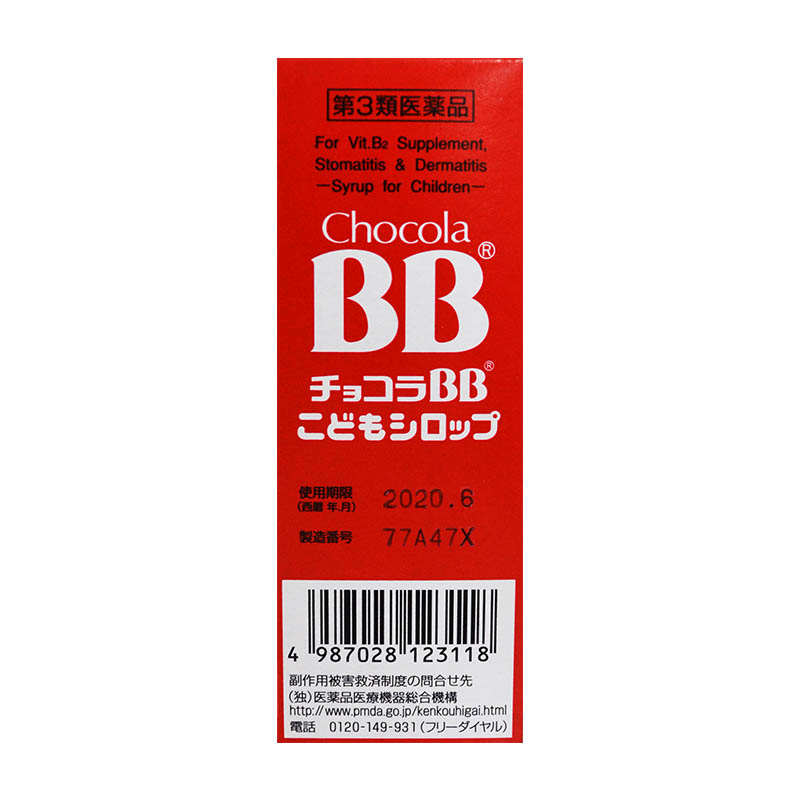 第3類医薬品
For Vit.B2 Supplement,
Stomatitis & Dermatitis
—Syrup for Children—
Chocola
BB®
チョコラBB®
こどもシロップ
使用期限 2020.6
(西暦 年.月)
製造番号 77A47X
4 987028 123118
副作用被害救済制度の問合せ先
(独)医薬品医療機器総合機構
http://www.pmda.go.jp/kenkouhigai.html
電話 0120-149-931(フリーダイヤル)